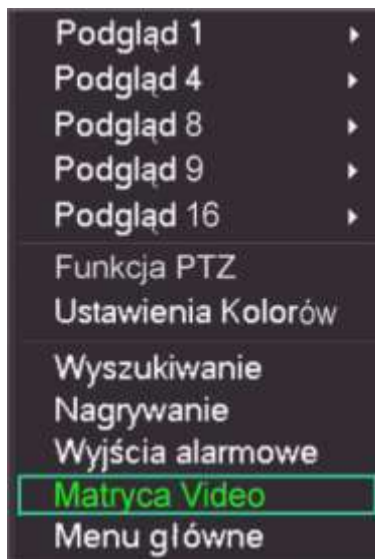 Podgląd 1
Podgląd 4
Podgląd 8
Podgląd 9
Podgląd 16
Funkcja PTZ
Ustawienia Kolorów
Wyszukiwanie
Nagrywanie
Wyjścia alarmowe
Matryca Video
Menu główne